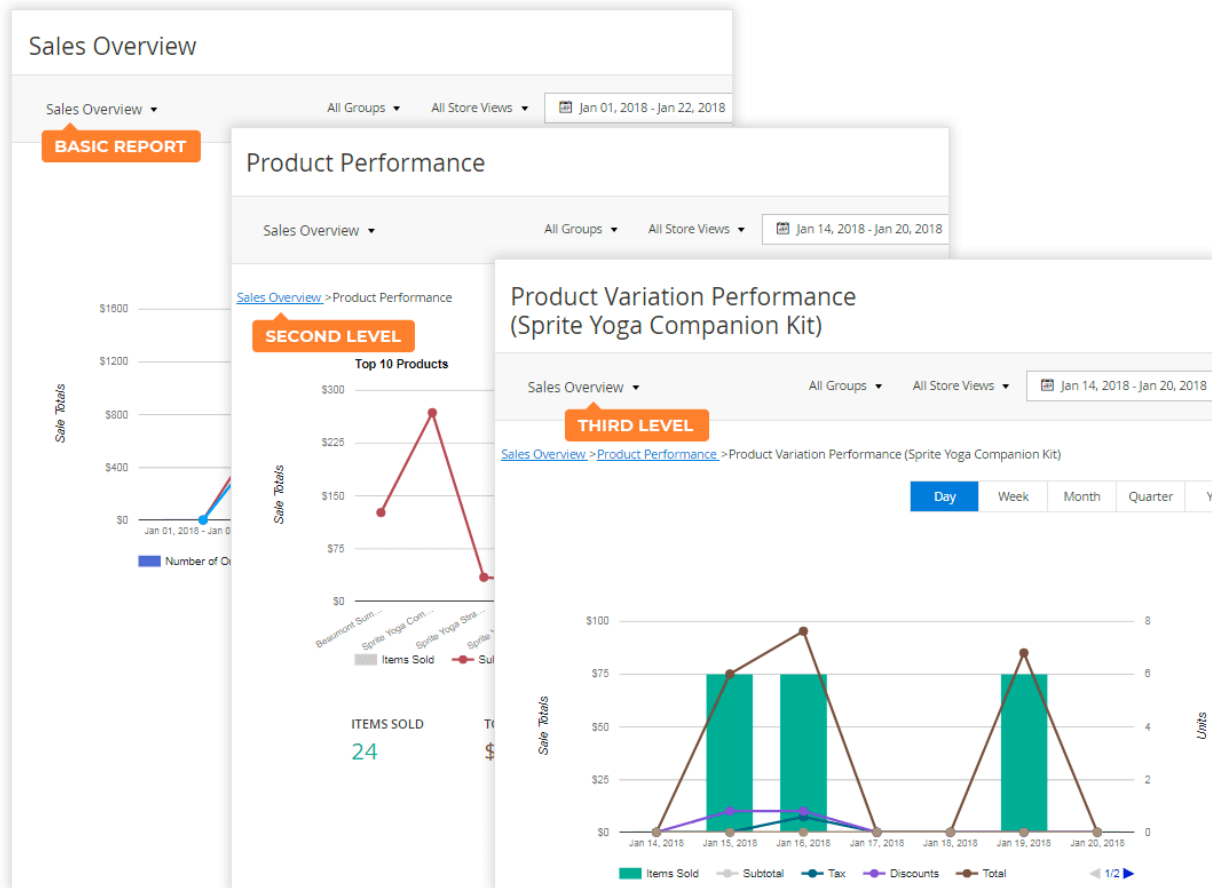 Sales Overview
Sales Overview
All Groups
All Store Views
Jan 01, 2018 - Jan 22, 2018
BASIC REPORT
$1600
$1200
$800
$400
$0
Sale Totals
Jan 01, 2018 - Jan 0
Number of O
Product Performance
Sales Overview
All Groups
All Store Views
Jan 14, 2018 - Jan 20, 2018
Sales Overview >Product Performance
SECOND LEVEL
Top 10 Products
$300
$225
$150
$75
$0
Sale Totals
Beaumont Sum...
Sprite Yoga Com...
Sprite Yoga Stra...
Sprite
Items Sold
Su
ITEMS SOLD
24
$
Product Variation Performance
(Sprite Yoga Companion Kit)
Sales Overview
All Groups
All Store Views
Jan 14, 2018 - Jan 20, 2018
THIRD LEVEL
Sales Overview >Product Performance >Product Variation Performance (Sprite Yoga Companion Kit)
Day
Week
Month
Quarter
Y
$100
$75
$50
$25
$0
Sale Totals
8
6
4
2
0
Units
Jan 14, 2018
Jan 15, 2018
Jan 16, 2018
Jan 17, 2018
Jan 18, 2018
Jan 19, 2018
Jan 20, 2018
Items Sold
Subtotal
Tax
Discounts
Total
1/2